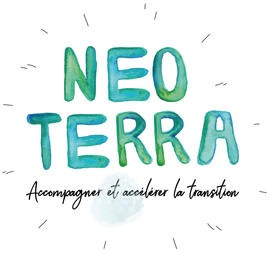 NEO
TERRA
Accompagner et accélérer la transition